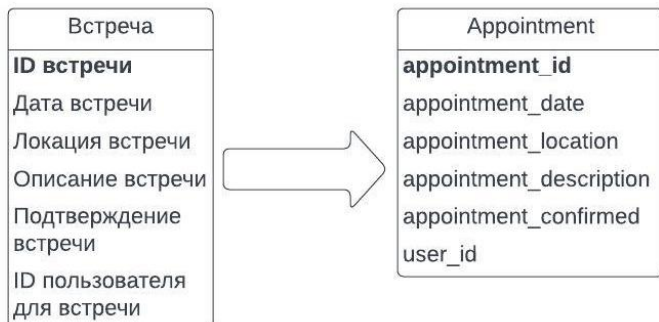 Встреча
ID встречи
Дата встречи
Локация встречи
Описание встречи
Подтверждение
встречи
ID пользователя
для встречи
Appointment
appointment_id
appointment_date
appointment_location
appointment_description
appointment_confirmed
user_id